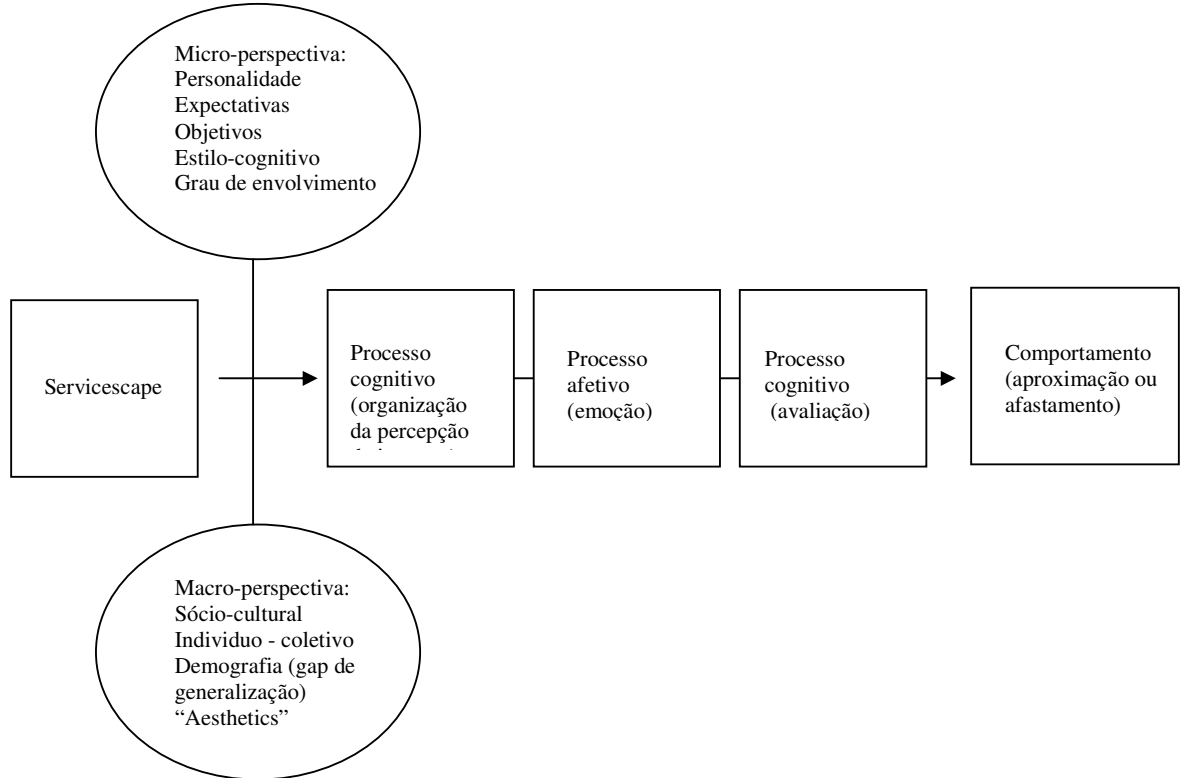 Micro-perspectiva:
Personalidade
Expectativas
Objetivos
Estilo-cognitivo
Grau de envolvimento
Servicescape
Processo
cognitivo
(organização
da percepção
Processo
afetivo
(emoção)
Processo
cognitivo
(avaliação)
Comportamento
(aproximação ou
afastamento)
Macro-perspectiva:
Sócio-cultural
Individuo - coletivo
Demografia (gap de
generalização)
“Aesthetics”